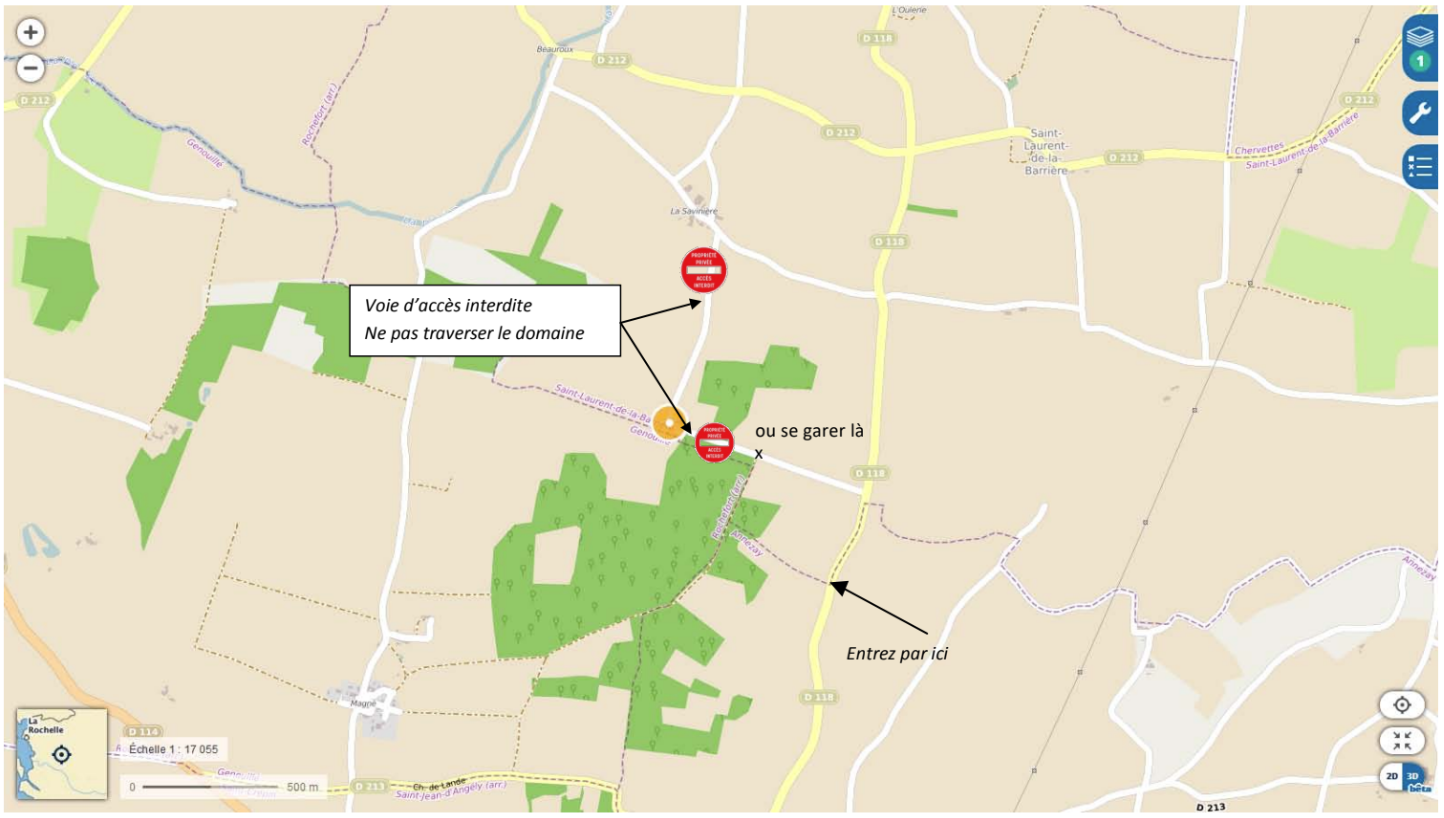 L'Oulerie
D 118
Beauroux
D 212
1
D 212
D 212
Rochefort (arr.)
Genouillé
D 212
Saint-
Laurent-
de-la-
Barrière
D 212
Chervettes
Saint-Laurent-de-la-Barrière
La Savinière
D 118
PROPRIÉTÉ
PRIVÉE
ACCÈS
INTERDIT
Voie d'accès interdite
Ne pas traverser le domaine
Saint-Laurent-de-la-Ba
Genouil
PROPRIÉTÉ
PRIVÉE
ACCÈS
INTERDIT
ou se garer là
x
D 118
Rochefort (arr.)
Annezay
Annezay
Entrez par ici
D 118
Magné
La
Rochelle
D 114
Échelle 1 : 17 055
0
500 m
Genouillé
D 213
Ch. de Lande
Saint-Jean-d'Angély (arr.)
2D
3D
bêta
D 213